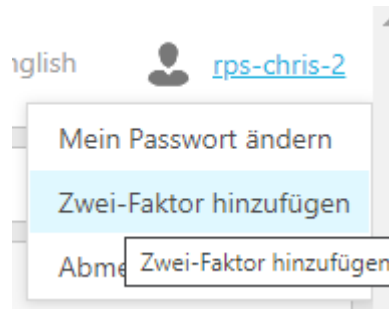 nglish rps-chris-2
Mein Passwort ändern
Zwei-Faktor hinzufügen
Abme
Zwei-Faktor hinzufügen